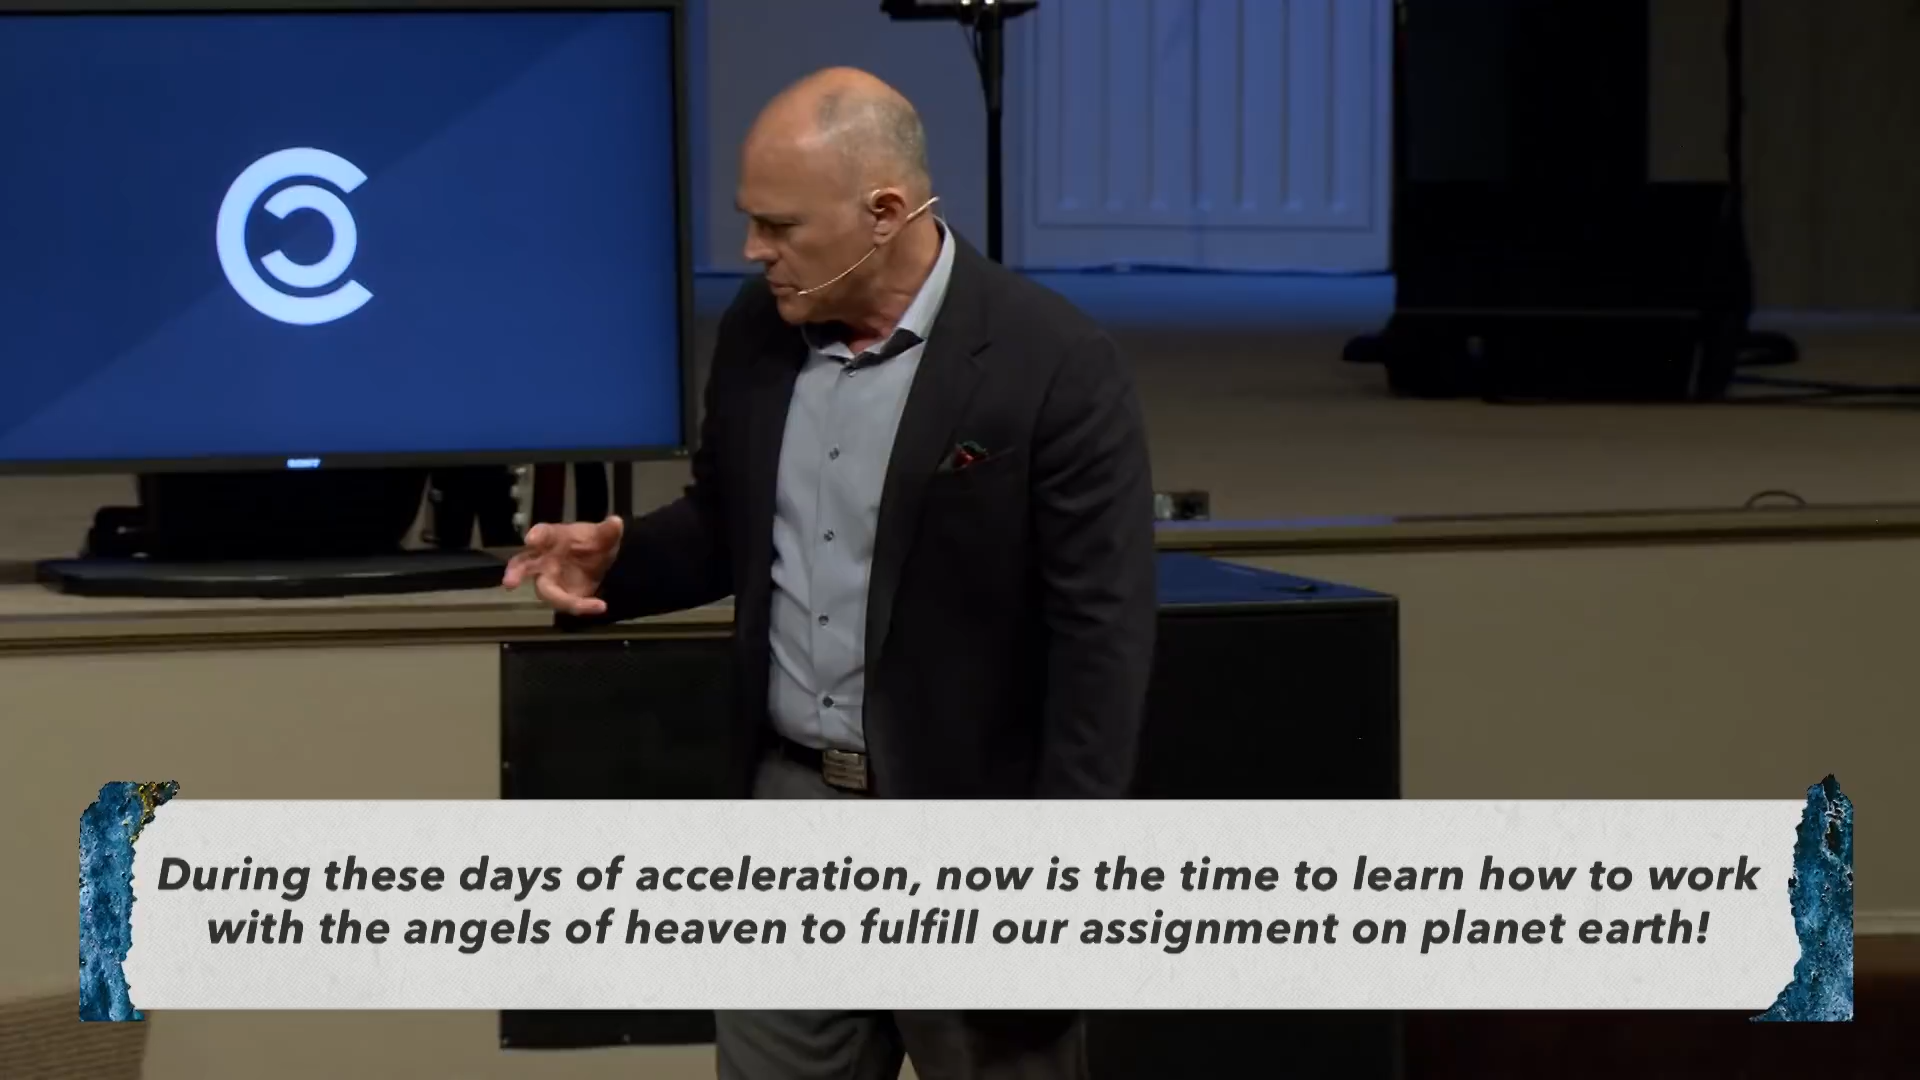 During these days of acceleration, now is the time to learn how to work
with the angels of heaven to fulfill our assignment on planet earth!